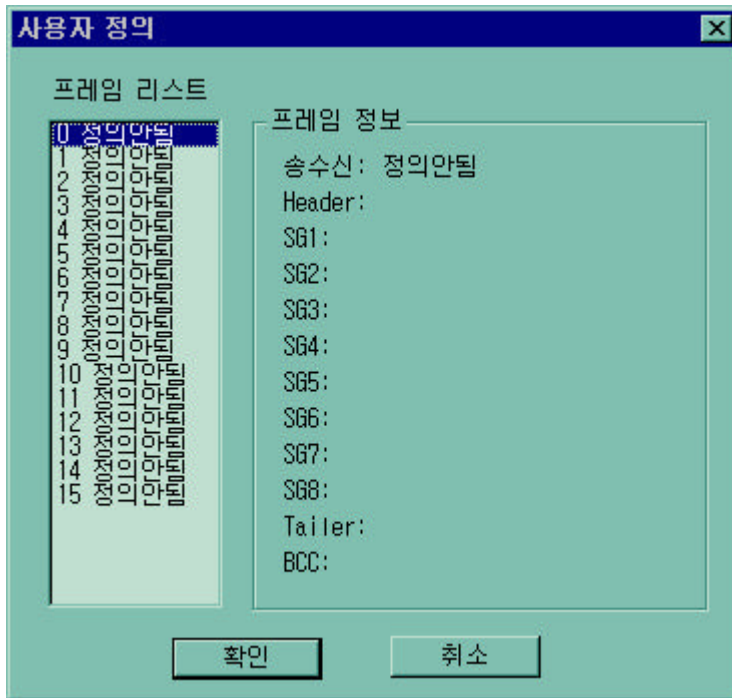 사용자 정의
프레임 리스트
0 정의안됨
1 정의안됨
2 정의안됨
3 정의안됨
4 정의안됨
5 정의안됨
6 정의안됨
7 정의안됨
8 정의안됨
9 정의안됨
10 정의안됨
11 정의안됨
12 정의안됨
13 정의안됨
14 정의안됨
15 정의안됨
프레임 정보
송수신: 정의안됨
Header:
SG1:
SG2:
SG3:
SG4:
SG5:
SG6:
SG7:
SG8:
Tailer:
BCC:
확인
취소